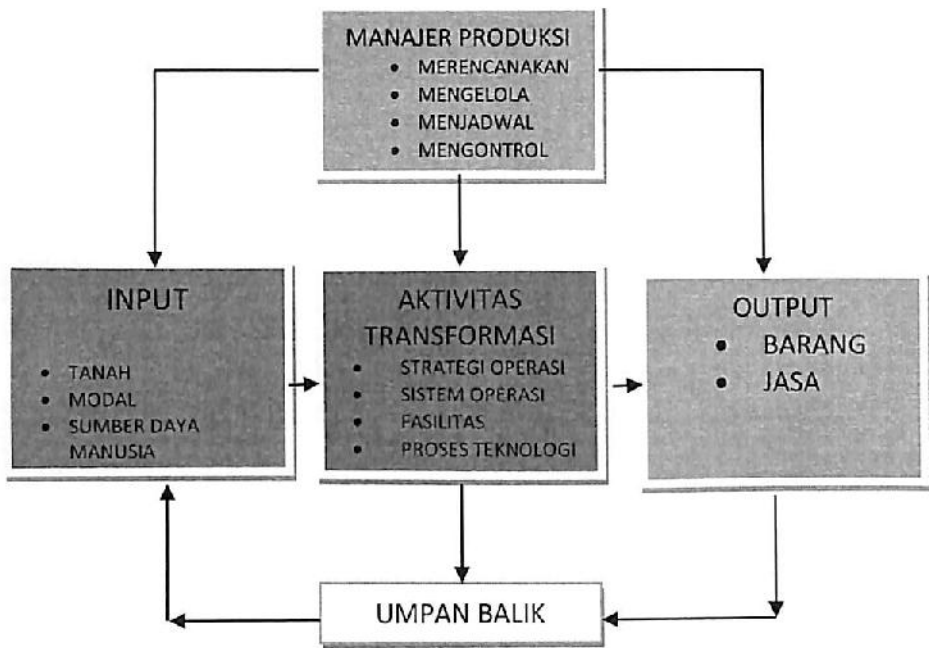 MANAJER PRODUKSI
• MERENCANAKAN
• MENGELOLA
• MENJADWAL
• MENGONTROL
INPUT
• TANAH
• MODAL
• SUMBER DAYA
MANUSIA
AKTIVITAS
TRANSFORMASI
• STRATEGI OPERASI
• SISTEM OPERASI
• FASILITAS
• PROSES TEKNOLOGI
OUTPUT
• BARANG
• JASA
UMPAN BALIK